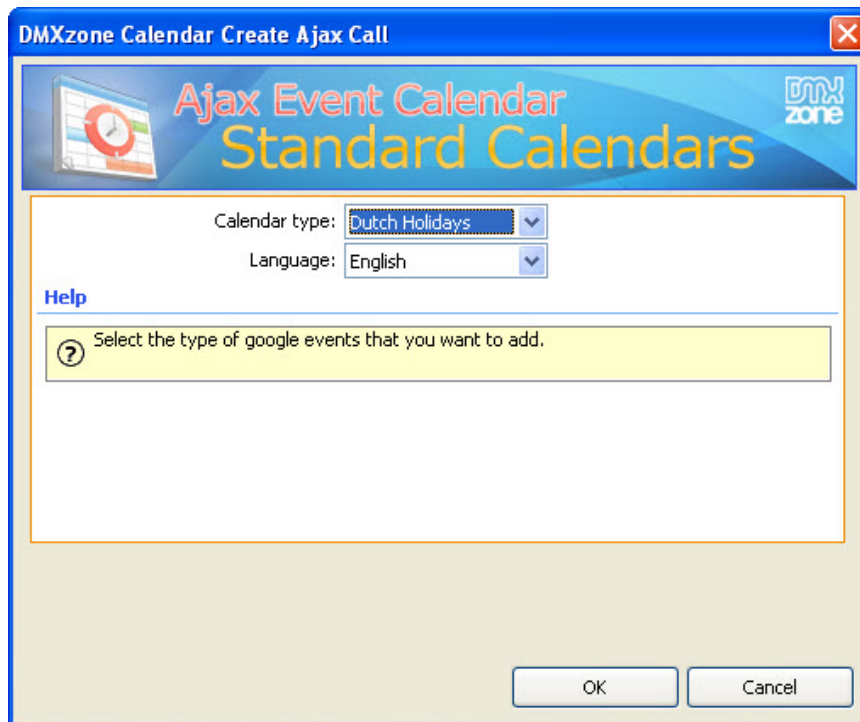 DMXzone Calendar Create Ajax Call
Ajax Event Calendar
DMX
zone
Standard Calendars
Calendar type: Dutch Holidays
Language: English
Help
Select the type of google events that you want to add.
OK Cancel